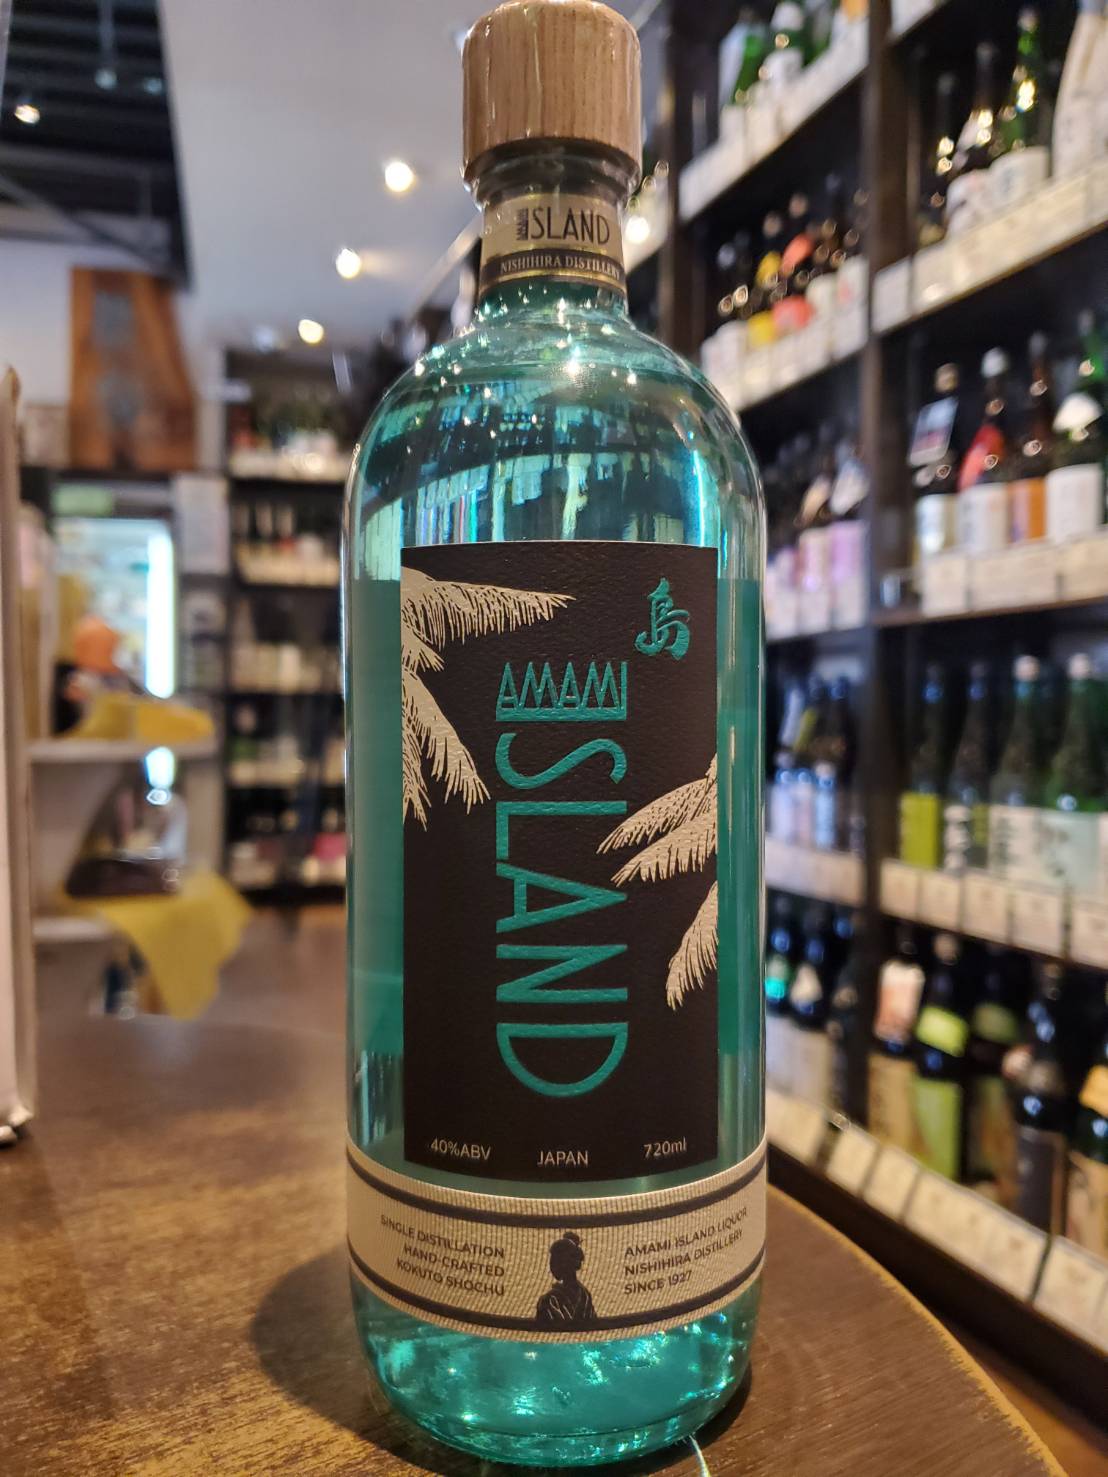 AMAMI
ISLAND
NISHIHIRA DISTILLERY
島
AMAMI
ISLAND
40%ABV JAPAN 720ml
SINGLE DISTILLATION
HAND-CRAFTED
KOKUTO SHOCHU
AMAMI ISLAND LIQUOR
NISHIHIRA DISTILLERY
SINCE 1927